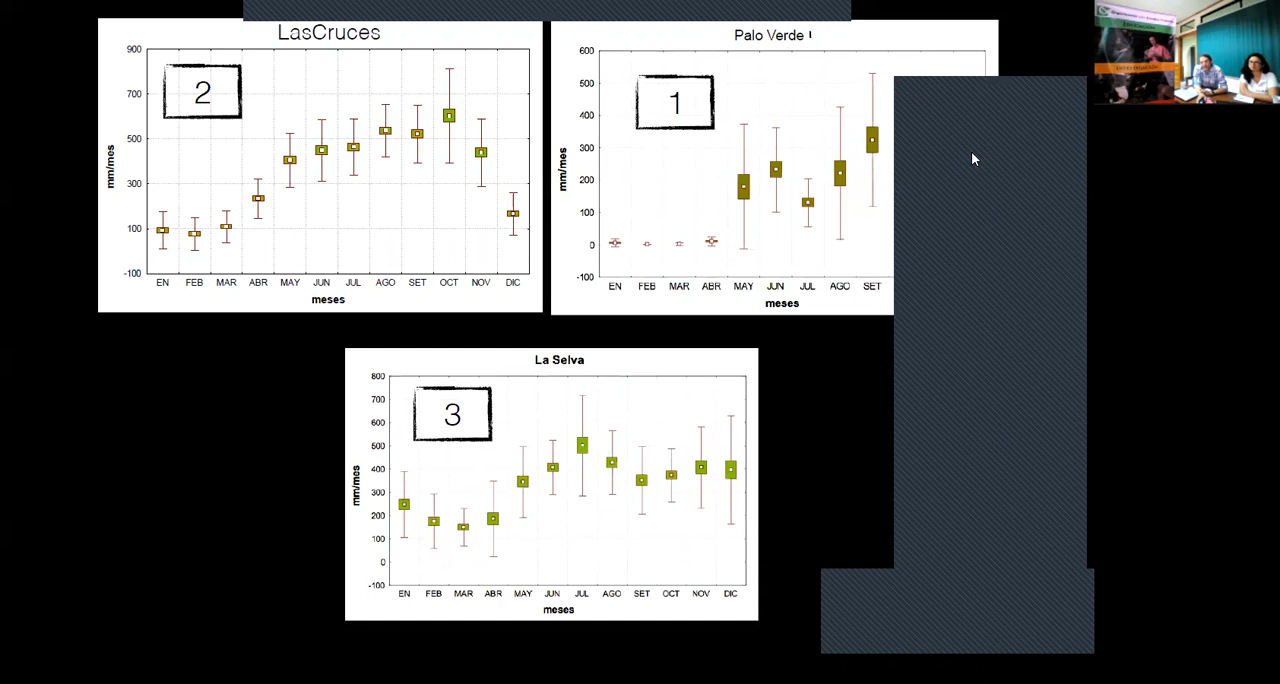 LasCruces
900
700
500
300
100
-100
mm/mes
2
EN FEB MAR ABR MAY JUN JUL AGO SET OCT NOV DIC
meses
Palo Verde
600
500
400
300
200
100
0
-100
mm/mes
1
EN FEB MAR ABR MAY JUN JUL AGO SET
meses
La Selva
800
700
600
500
400
300
200
100
0
-100
mm/mes
3
EN FEB MAR ABR MAY JUN JUL AGO SET OCT NOV DIC
meses